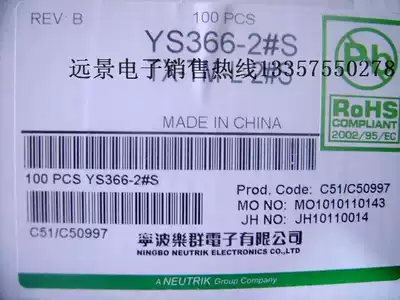 REV: B
100 PCS
YS366-2#S
远景电子销售热线13357550278
Pb
RoHS
COMPLIANT
2002/95/EC
MADE IN CHINA
100 PCS YS366-2#S
Prod. Code: C51/C50997
MO NO: MO1010110143
JH NO: JH10110014
C51/C50997
寧波樂群電子有限公司
NINGBO NEUTRIK ELECTRONICS CO., LTD
A NEUTRIK Group Company